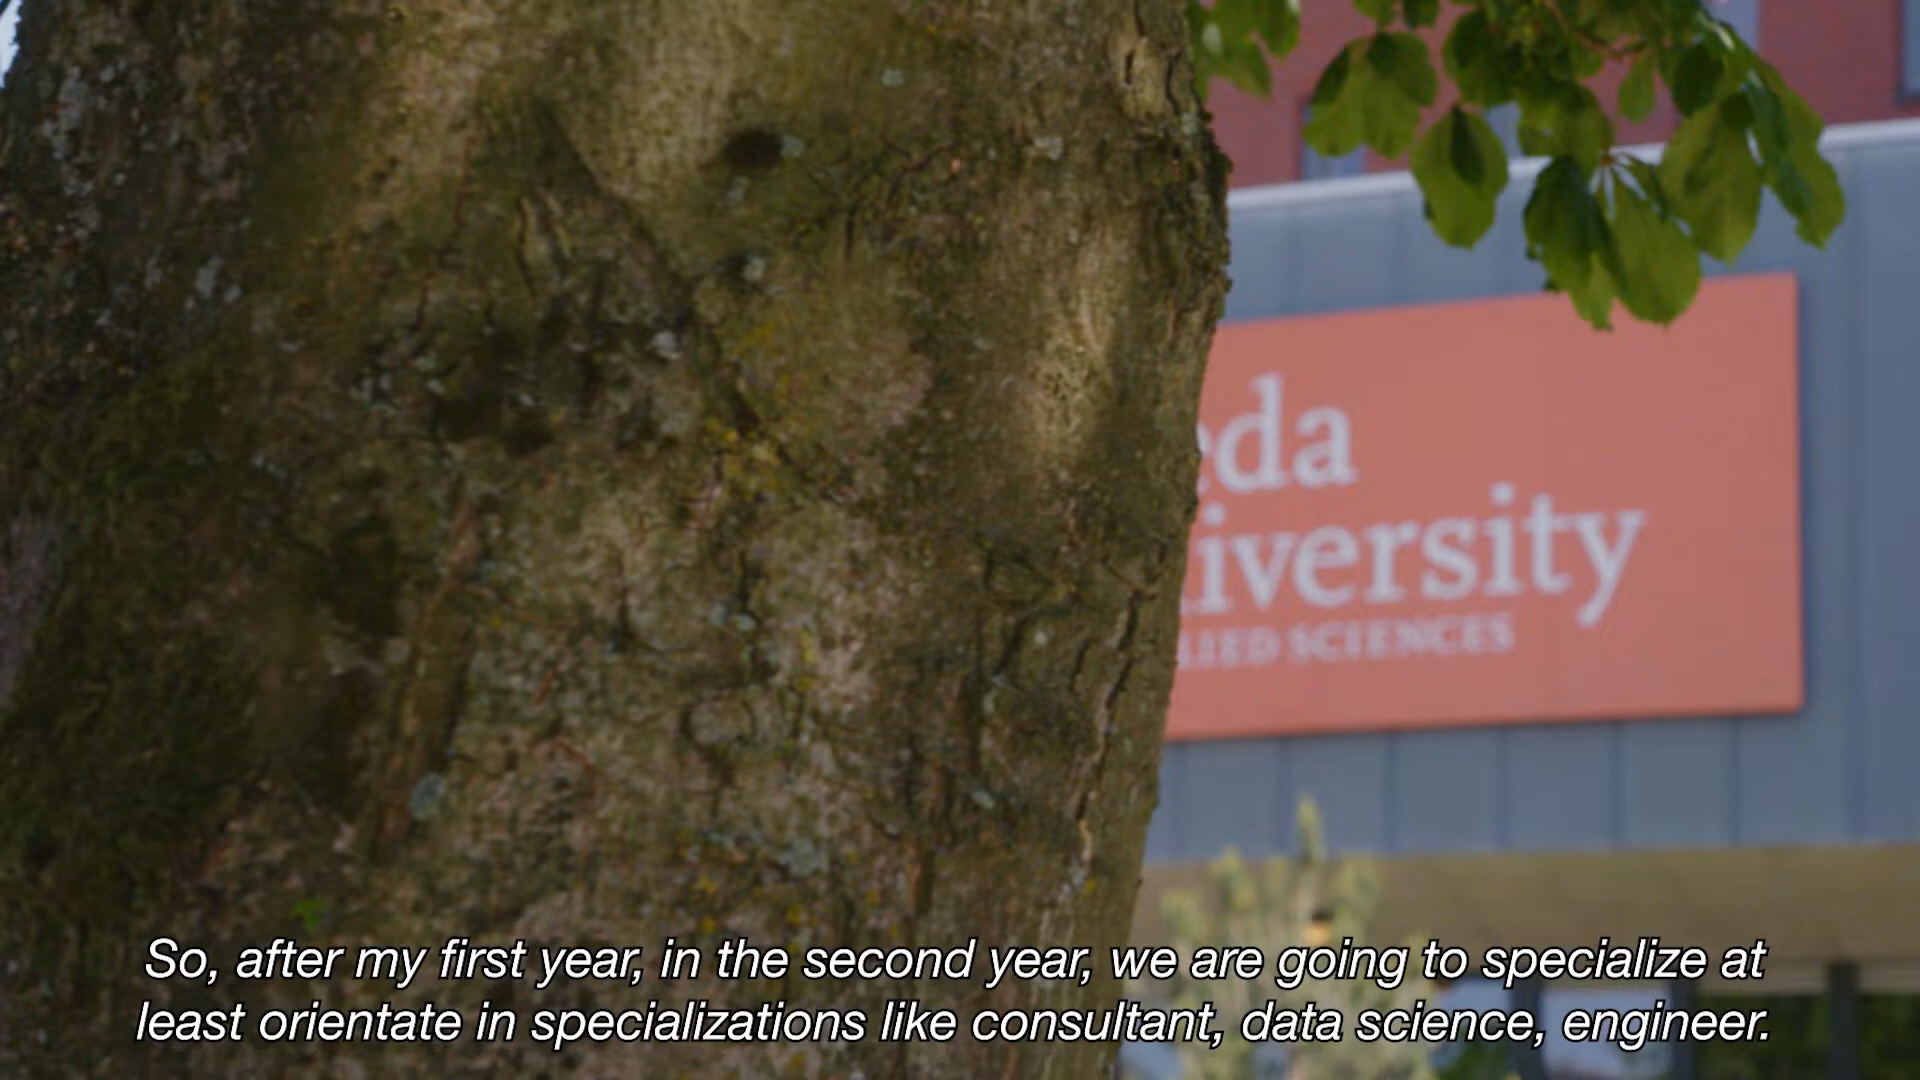 eda
iversity
LIED SCIENCES
So, after my first year, in the second year, we are going to specialize at
least orientate in specializations like consultant, data science, engineer.